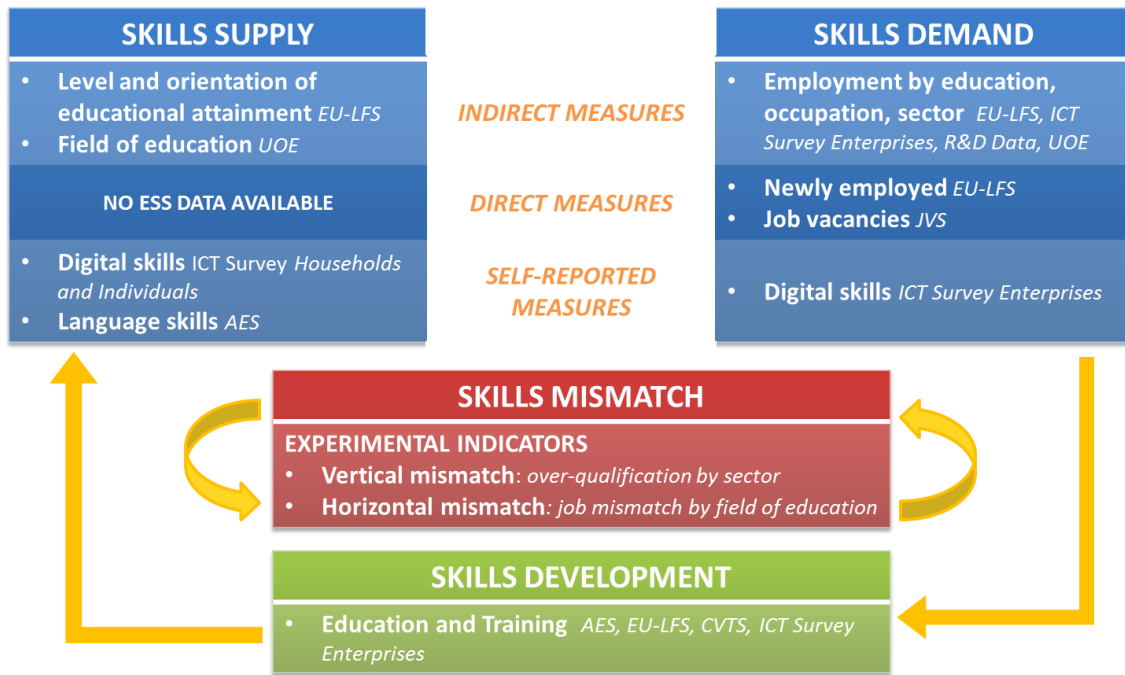 SKILLS SUPPLY
• Level and orientation of
educational attainment EU-LFS
• Field of education UOE
NO ESS DATA AVAILABLE
• Digital skills ICT Survey Households
and Individuals
• Language skills AES
INDIRECT MEASURES
DIRECT MEASURES
SELF-REPORTED
MEASURES
SKILLS DEMAND
• Employment by education,
occupation, sector EU-LFS, ICT
Survey Enterprises, R&D Data, UOE
• Newly employed EU-LFS
• Job vacancies JVS
• Digital skills ICT Survey Enterprises
SKILLS MISMATCH
EXPERIMENTAL INDICATORS
• Vertical mismatch: over-qualification by sector
• Horizontal mismatch: job mismatch by field of education
SKILLS DEVELOPMENT
• Education and Training AES, EU-LFS, CVTS, ICT Survey
Enterprises